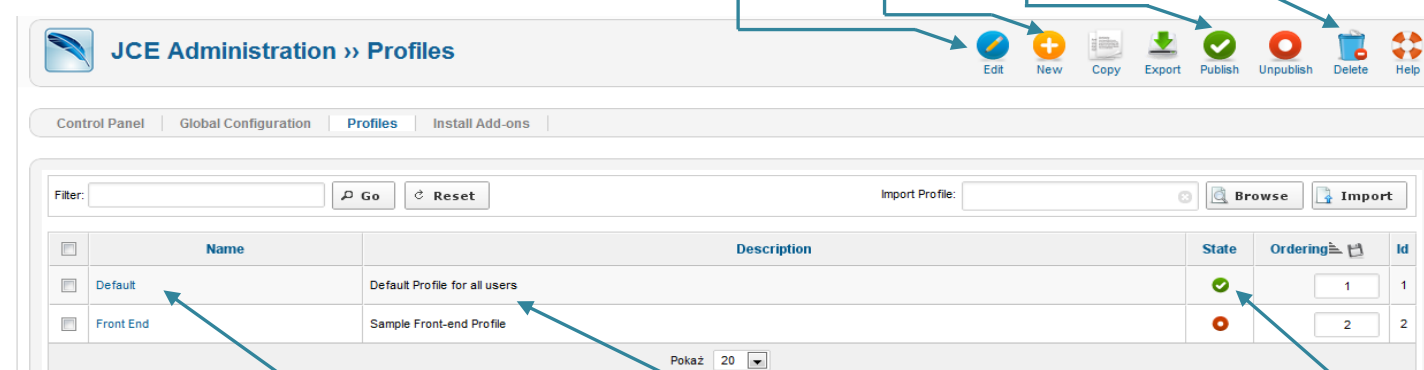 JCE Administration ›› Profiles
Edit New Copy Export Publish Unpublish Delete Help
Control Panel Global Configuration Profiles Install Add-ons
Filter: Go Reset Import Profile: Browse Import
Name Description State Ordering Id
Default Default Profile for all users 1 1
Front End Sample Front-end Profile 2 2
Pokaż 20